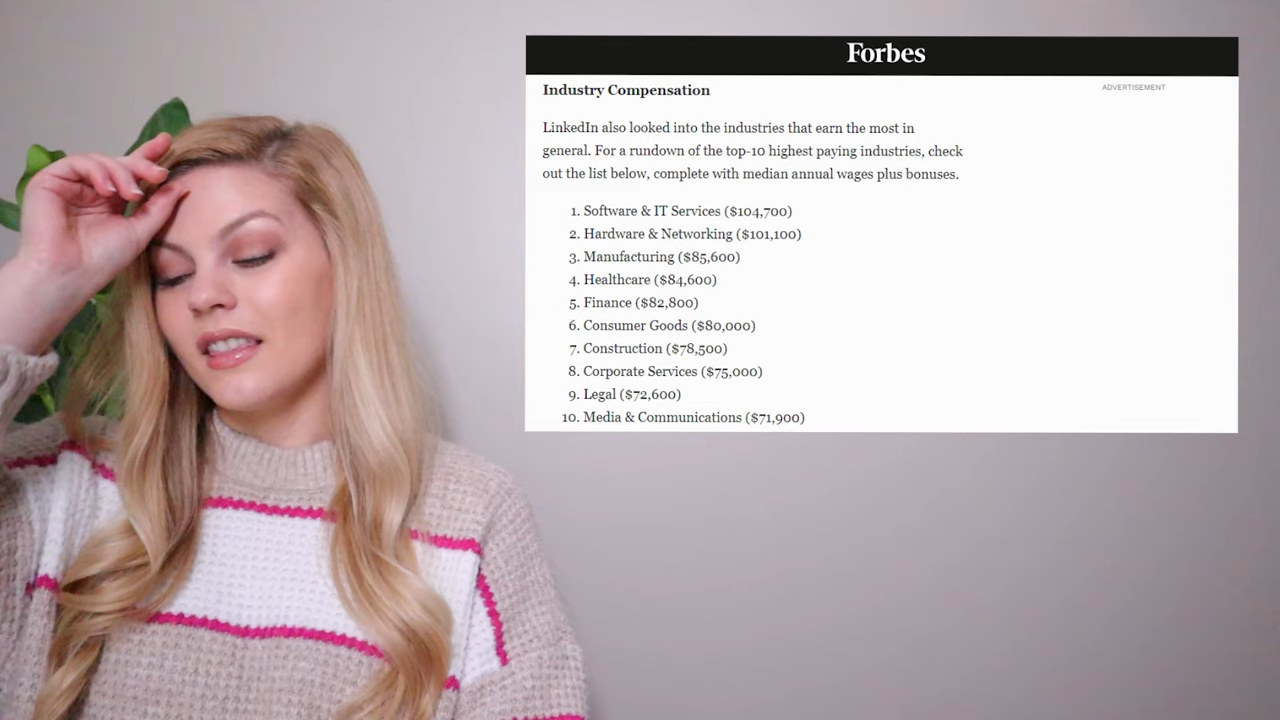 Forbes
Industry Compensation
ADVERTISEMENT
LinkedIn also looked into the industries that earn the most in
general. For a rundown of the top-10 highest paying industries, check
out the list below, complete with median annual wages plus bonuses.
1. Software & IT Services ($104,700)
2. Hardware & Networking ($101,100)
3. Manufacturing ($85,600)
4. Healthcare ($84,600)
5. Finance ($82,800)
6. Consumer Goods ($80,000)
7. Construction ($78,500)
8. Corporate Services ($75,000)
9. Legal ($72,600)
10. Media & Communications ($71,900)